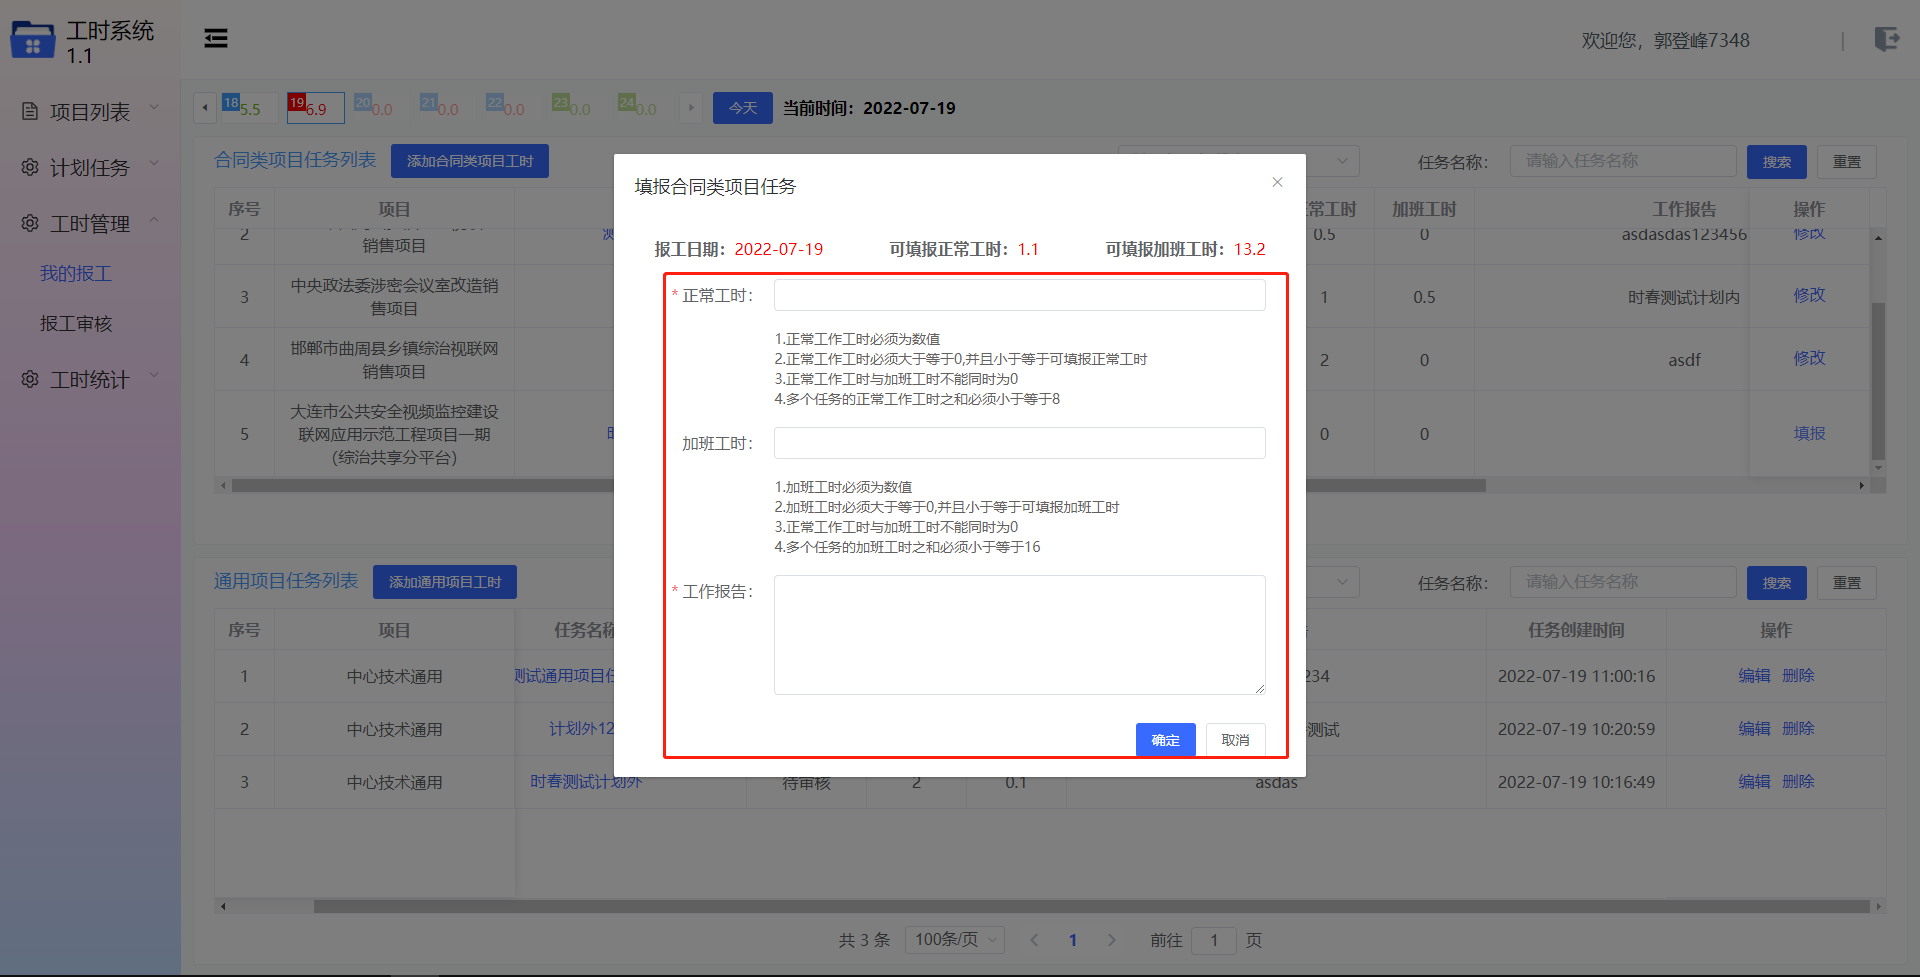 工时系统
1.1
欢迎您，郭登峰7348
|
项目列表
计划任务
工时管理
我的报工
报工审核
工时统计
18 5.5
19 6.9
20 0.0
21 0.0
22 0.0
23 0.0
24 0.0
今天
当前时间：2022-07-19
合同类项目任务列表
添加合同类项目工时
任务名称：
请输入任务名称
搜索
重置
序号 项目 常工时 加班工时 工作报告 操作
2 销售项目 测 0.5 0 asdasdas123456 修改
3 中央政法委涉密会议室改造销
售项目 1 0.5 时春测试计划内 修改
4 邯郸市曲周县乡镇综治视联网
销售项目 2 0 asdf 修改
5 大连市公共安全视频监控建设
联网应用示范工程项目一期
（综治共享分平台） 0 0 填报
填报合同类项目任务
报工日期：2022-07-19
可填报正常工时：1.1
可填报加班工时：13.2
* 正常工时：
1.正常工作工时必须为数值
2.正常工作工时必须大于等于0,并且小于等于可填报正常工时
3.正常工作工时与加班工时不能同时为0
4.多个任务的正常工作工时之和必须小于等于8
加班工时：
1.加班工时必须为数值
2.加班工时必须大于等于0,并且小于等于可填报加班工时
3.正常工作工时与加班工时不能同时为0
4.多个任务的加班工时之和必须小于等于16
* 工作报告：
确定
取消
通用项目任务列表
添加通用项目工时
任务名称：
请输入任务名称
搜索
重置
序号 项目 任务名称 任务创建时间 操作
1 中心技术通用 测试通用项目任 234 2022-07-19 11:00:16 编辑 删除
2 中心技术通用 计划外12 测试 2022-07-19 10:20:59 编辑 删除
3 中心技术通用 时春测试计划外 待审核 2 0.1 asdas 2022-07-19 10:16:49 编辑 删除
共 3 条
100条/页
1
前往 1 页